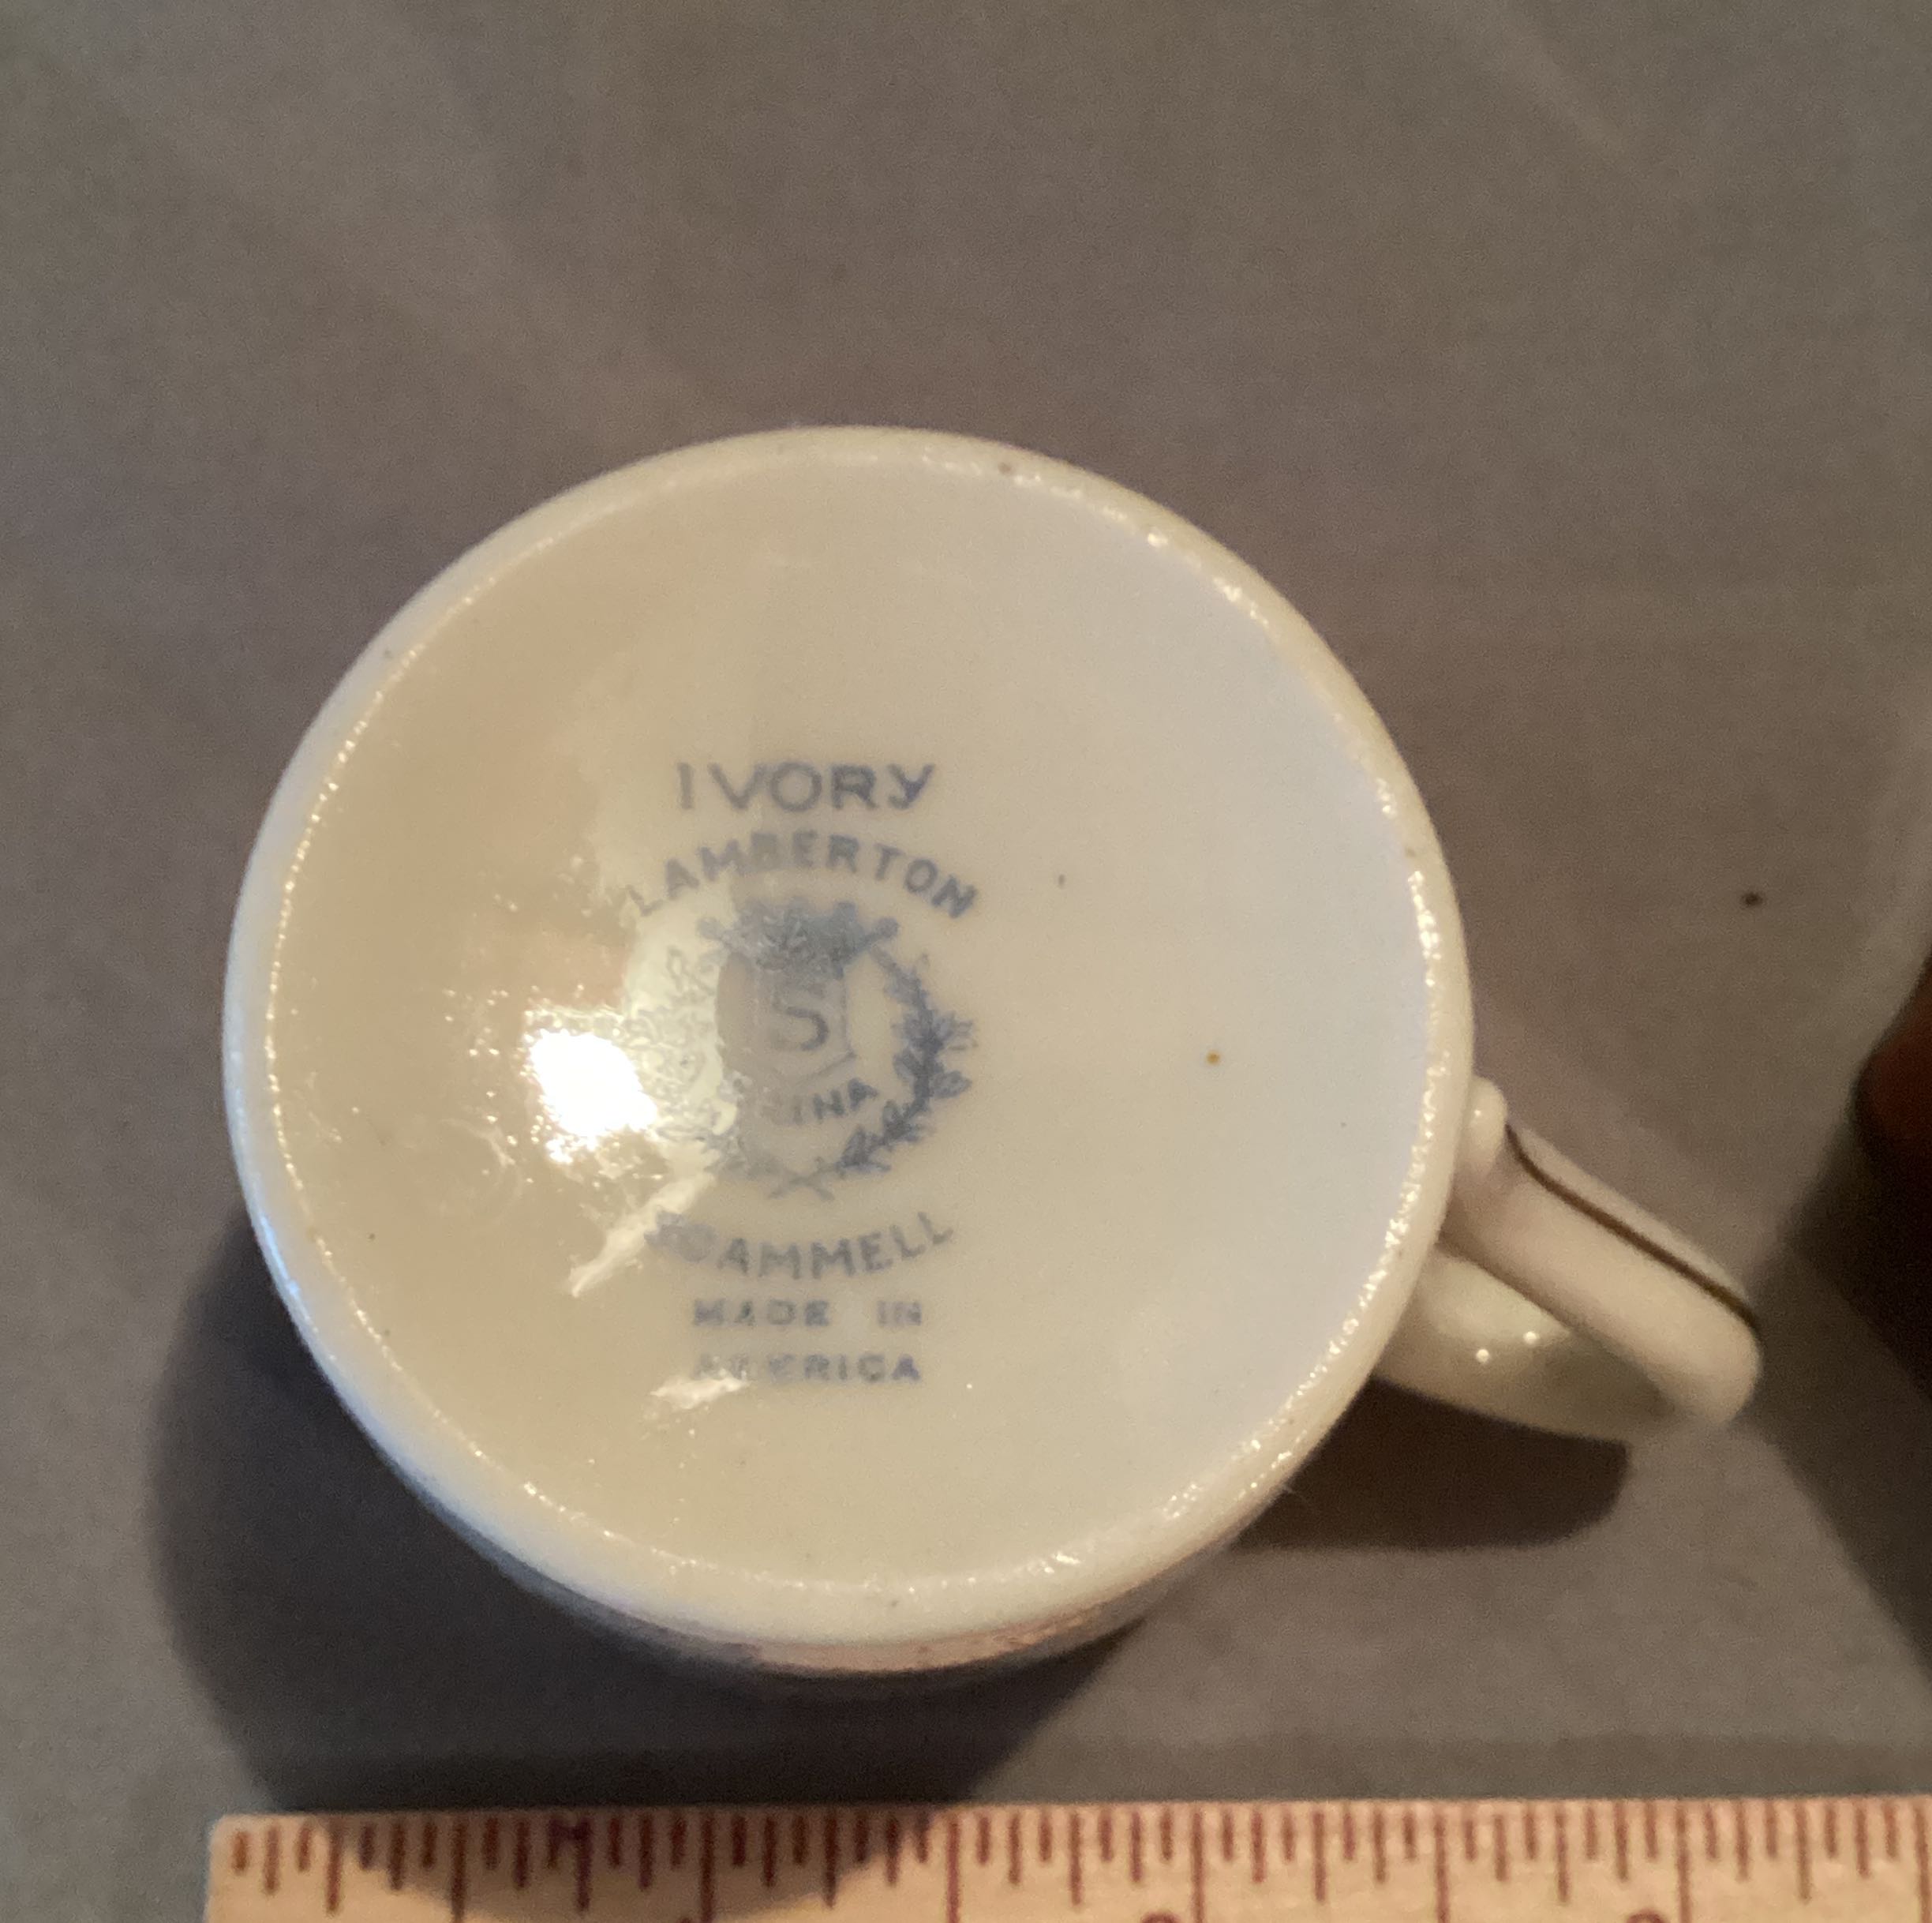 IVORY
LAMBERTON
S
CHINA
SCAMMELL
MADE IN
AMERICA